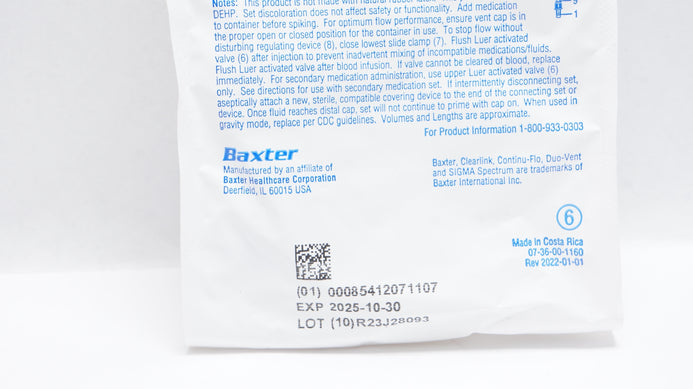 Notes: This product is not made with natural rubber
DEHP. Set discoloration does not affect safety or functionality. Add medication
to container before spiking. For optimum flow performance, ensure vent cap is in
the proper open or closed position for the container in use. To stop flow without
disturbing regulating device (8), close lowest slide clamp (7). Flush Luer activated
valve (6) after injection to prevent inadvertent mixing of incompatible medications/fluids.
Flush Luer activated valve after blood infusion. If valve cannot be cleared of blood, replace
immediately. For secondary medication administration, use upper Luer activated valve (6)
only. See directions for use with secondary medication set. If intermittently disconnecting set,
aseptically attach a new, sterile, compatible covering device to the end of the connecting set or
device. Once fluid reaches distal cap, set will not continue to prime with cap on. When used in
gravity mode, replace per CDC guidelines. Volumes and Lengths are approximate.
9
1
For Product Information 1-800-933-0303
Baxter
Manufactured by an affiliate of
Baxter Healthcare Corporation
Deerfield, IL 60015 USA
Baxter, Clearlink, Continu-Flo, Duo-Vent
and SIGMA Spectrum are trademarks of
Baxter International Inc.
6
Made in Costa Rica
07-36-00-1160
Rev 2022-01-01
(01) 00085412071107
EXP 2025-10-30
LOT (10)R23J28093